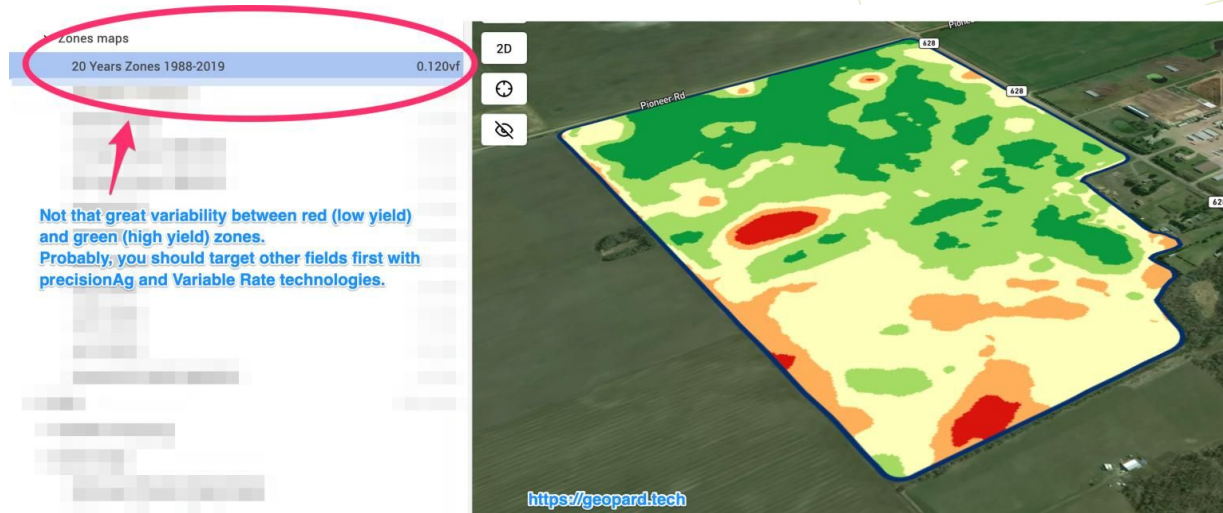 Zones maps
20 Years Zones 1988-2019 0.120vf
Not that great variability between red (low yield)
and green (high yield) zones.
Probably, you should target other fields first with
precisionAg and Variable Rate technologies.
2D
628
Pioneer Rd
628
https://geopard.tech